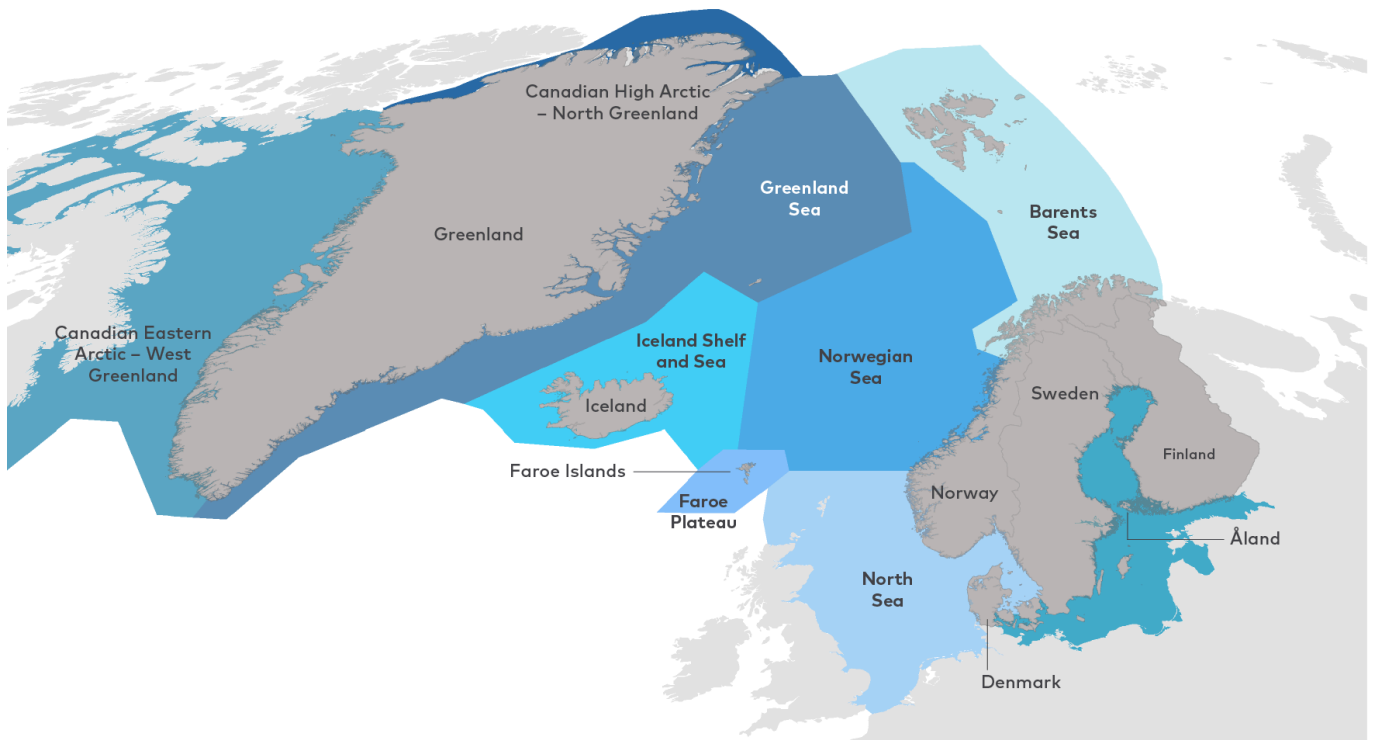 Canadian High Arctic
– North Greenland
Greenland
Sea
Barents
Sea
Greenland
Canadian Eastern
Arctic – West
Greenland
Iceland Shelf
and Sea
Norwegian
Sea
Sweden
Iceland
Finland
Faroe Islands
Norway
Faroe
Plateau
Åland
North
Sea
Denmark